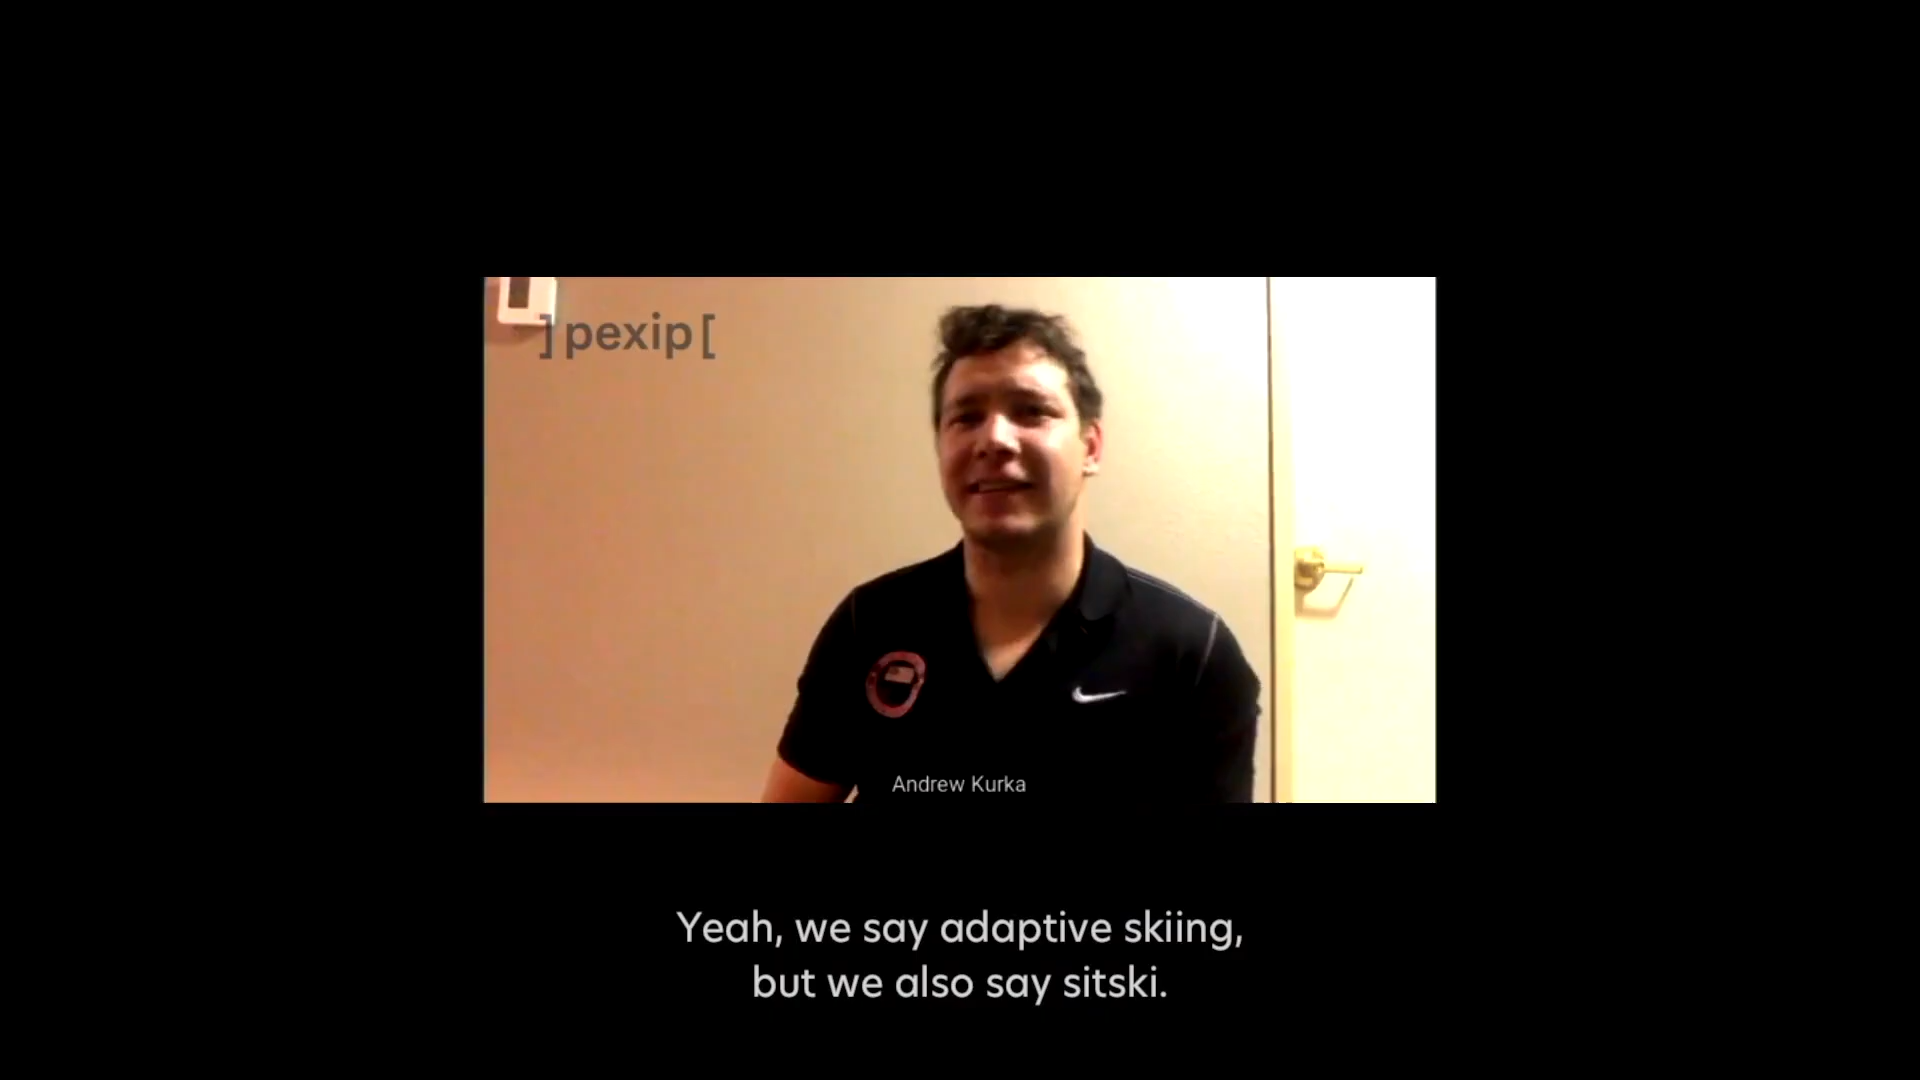 ]pexip[
Andrew Kurka
Yeah, we say adaptive skiing,
but we also say sitski.